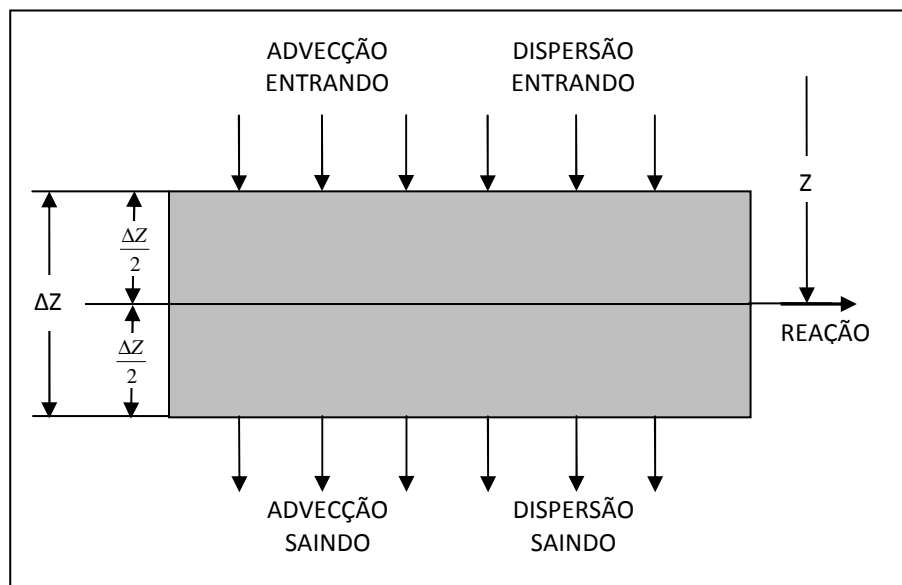 ADVECÇÃO
ENTRANDO
DISPERSÃO
ENTRANDO
Z
ΔZ
2
ΔZ
ΔZ
2
REAÇÃO
ADVECÇÃO
SAINDO
DISPERSÃO
SAINDO